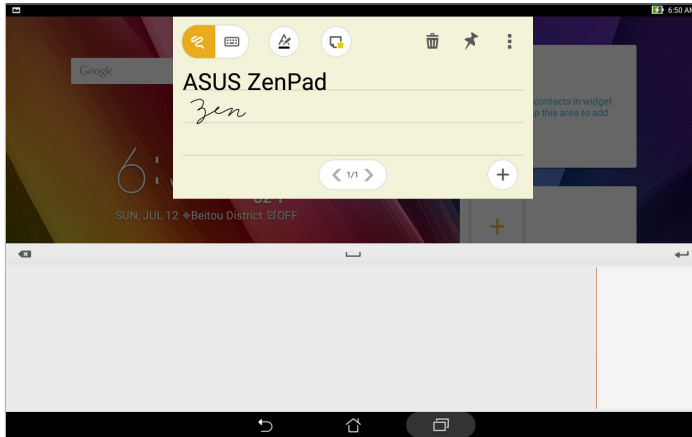 6:50 AM
Google
ASUS ZenPad
Zen
contacts in widget
p this area to add
1/1
6:
SUN, JUL 12 Beitou District OFF